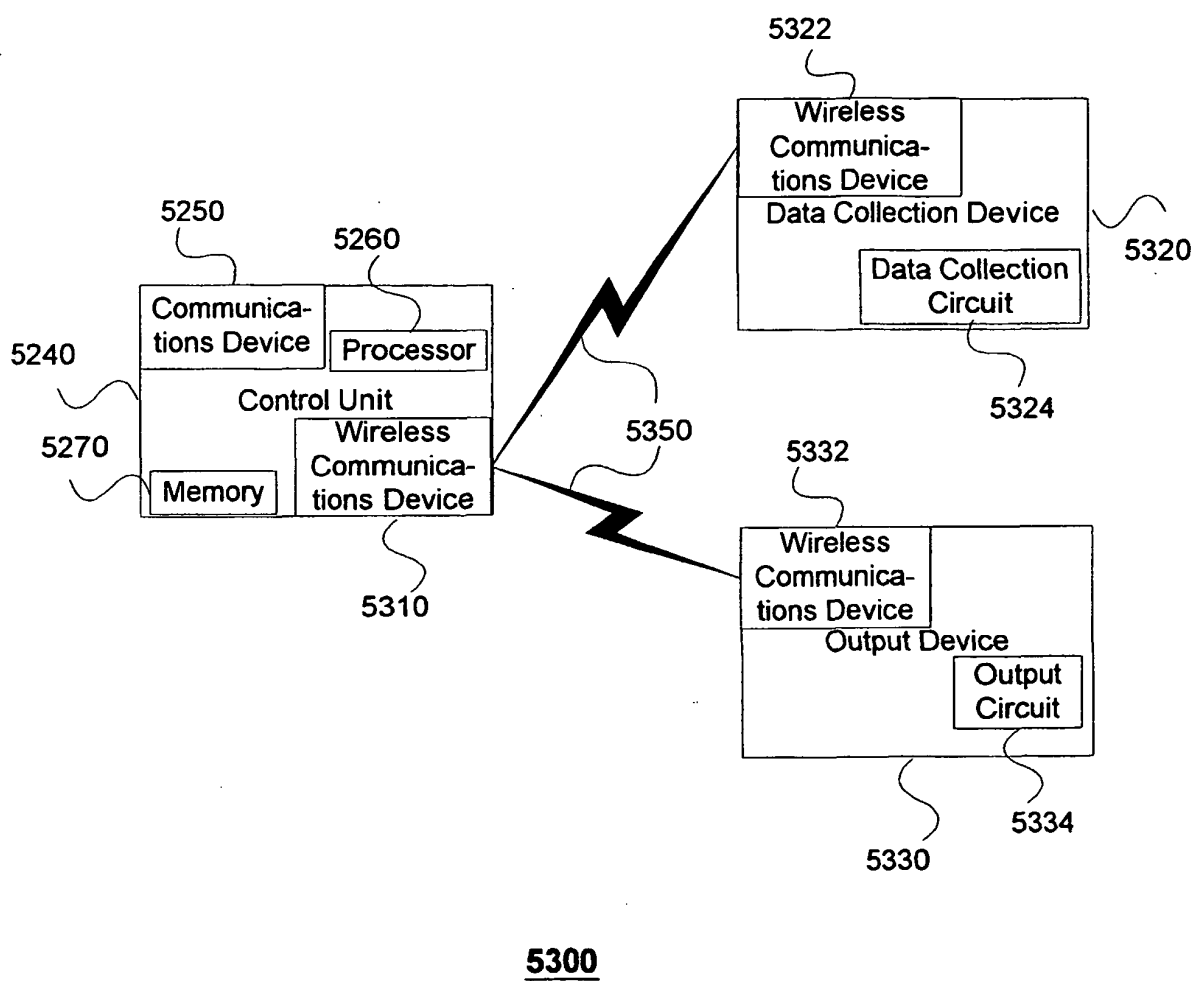 5322
Wireless
Communica-
tions Device
Data Collection Device
5320
Data Collection
Circuit
5324
5250
5260
Communica-
tions Device
Processor
5240
Control Unit
5270
Wireless
Communica-
tions Device
Memory
5310
5350
5332
Wireless
Communica-
tions Device
Output Device
Output
Circuit
5334
5330
5300